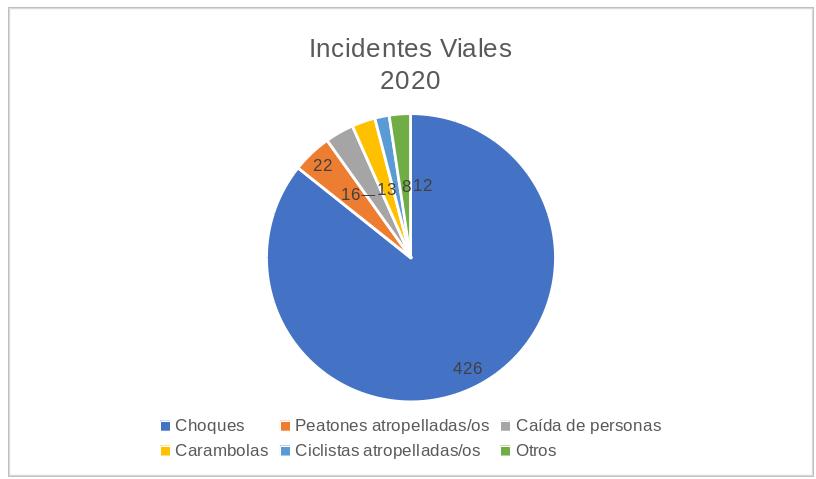 Incidentes Viales
2020
22
16
13
8
12
426
Choques
Peatones atropelladas/os
Caída de personas
Carambolas
Ciclistas atropelladas/os
Otros